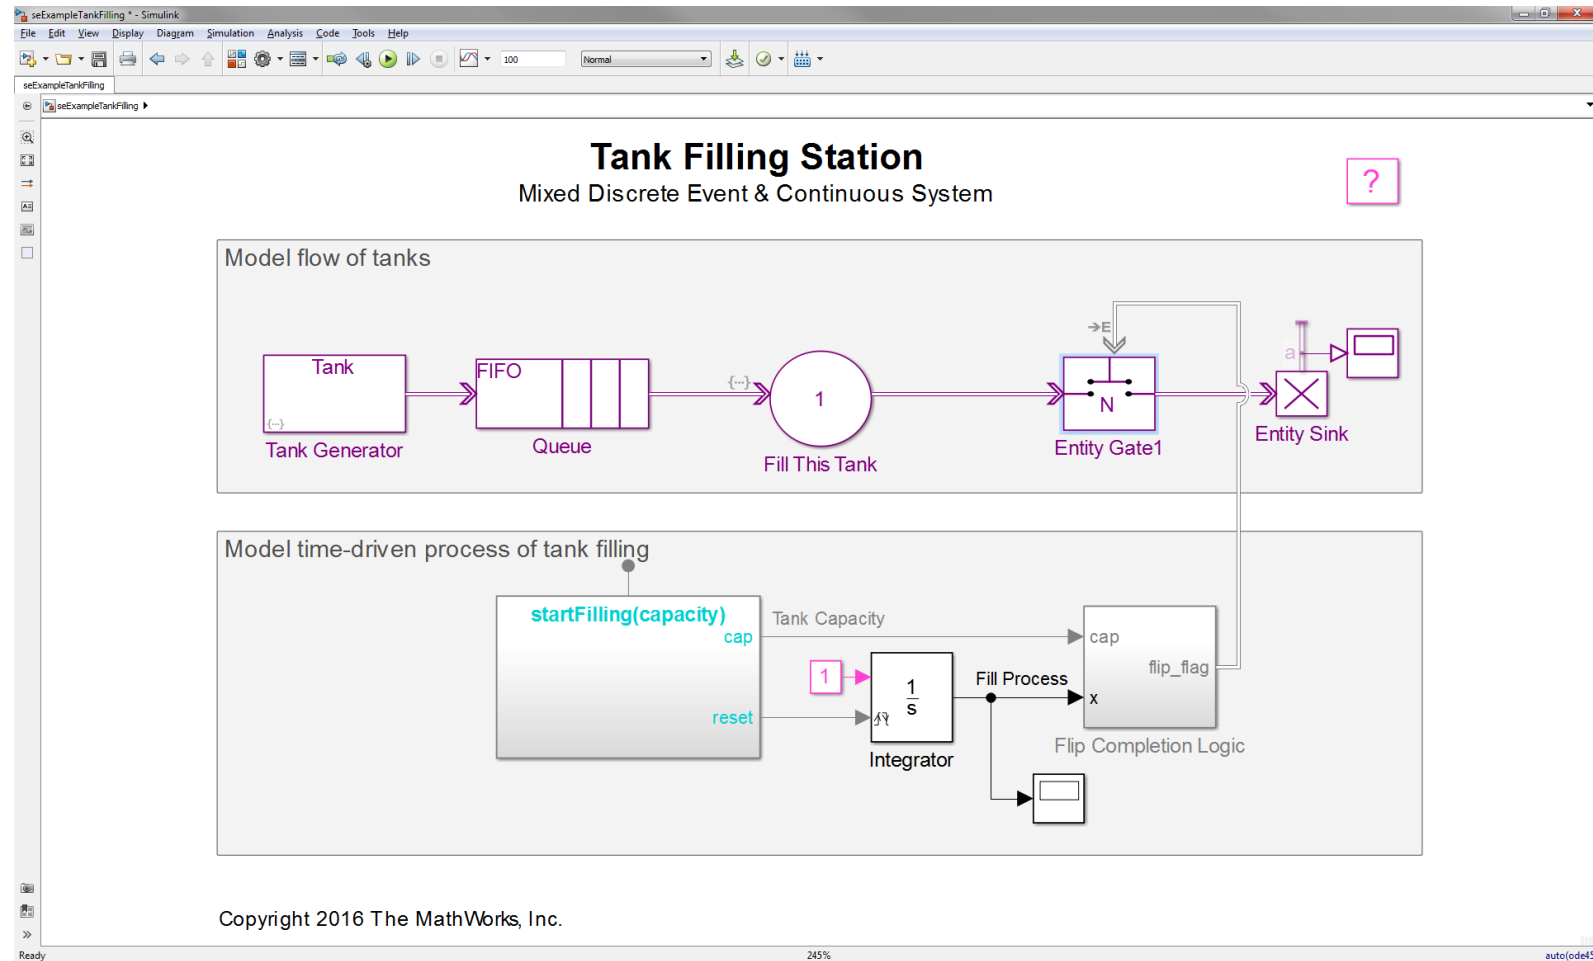 seExampleTankFilling * - Simulink
File Edit View Display Diagram Simulation Analysis Code Tools Help
100 Normal
seExampleTankFilling
seExampleTankFilling
Tank Filling Station
Mixed Discrete Event & Continuous System
?
Model flow of tanks
→E
a
Tank
{...}
FIFO
{...}
1
N
Tank Generator
Queue
Fill This Tank
Entity Gate1
Entity Sink
Model time-driven process of tank filling
startFilling(capacity)
cap
Tank Capacity
cap
flip_flag
1
1
s
Fill Process
x
reset
Integrator
Flip Completion Logic
Copyright 2016 The MathWorks, Inc.
Ready 245% auto(ode45